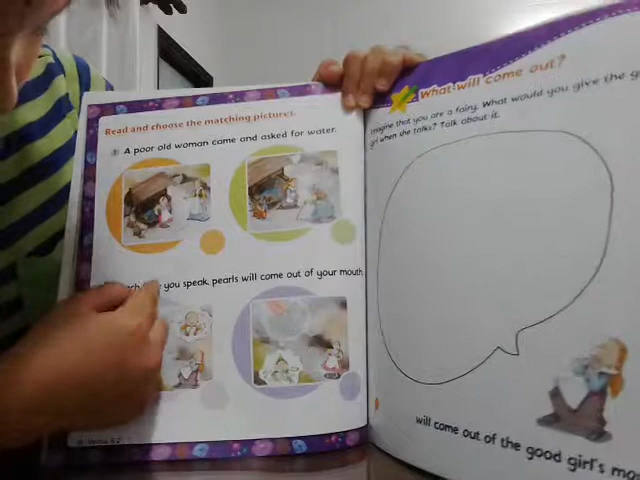 Read and choose the matching pictures.
1 A poor old woman came and asked for water.
you speak, pearls will come out of your mouth
What will come out?
Imagine that you are a fairy. What would you give the
girl when she talks? Talk about it.
will come out of the good girl's